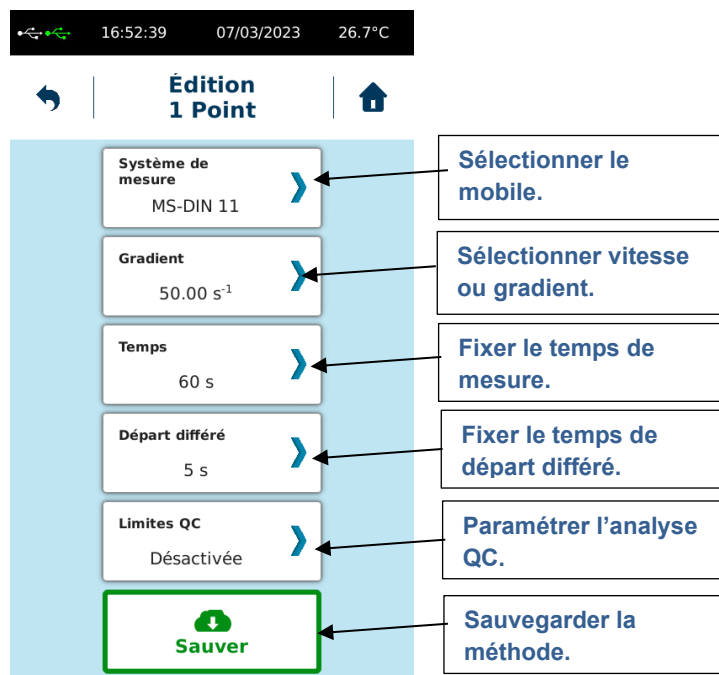 16:52:39 07/03/2023 26.7°C
Édition
1 Point
Système de
mesure
MS-DIN 11
Sélectionner le
mobile.
Gradient
50.00 s⁻¹
Sélectionner vitesse
ou gradient.
Temps
60 s
Fixer le temps de
mesure.
Départ différé
5 s
Fixer le temps de
départ différé.
Limites QC
Désactivée
Paramétrer l’analyse
QC.
Sauver
Sauvegarder la
méthode.